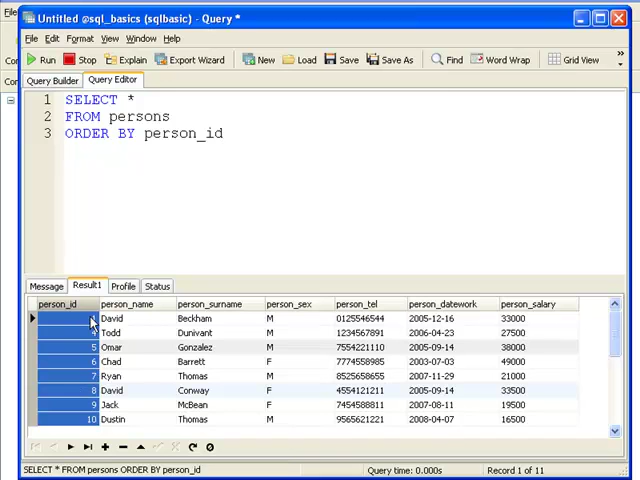 Untitled @sql_basics (sqlbasic) - Query *
File Edit Format View Window Help
Run Stop Explain Export Wizard New Load Save Save As Find Word Wrap Grid View
Query Builder Query Editor
1 SELECT *
2 FROM persons
3 ORDER BY person_id
Message Result1 Profile Status
person_id person_name person_surname person_sex person_tel person_datework person_salary
David Beckham M 0125546544 2005-12-16 33000
4 Todd Dunivant M 1234567891 2006-04-23 27500
5 Omar Gonzalez M 7554221110 2005-09-14 38000
6 Chad Barrett F 7774558985 2003-07-03 49000
7 Ryan Thomas M 8525658655 2007-11-29 21000
8 David Conway F 4554121211 2005-09-14 33500
9 Jack McBean F 7454588811 2007-08-11 19500
10 Dustin Thomas M 9565621221 2008-04-07 16500
SELECT * FROM persons ORDER BY person_id Query time: 0.000s Record 1 of 11